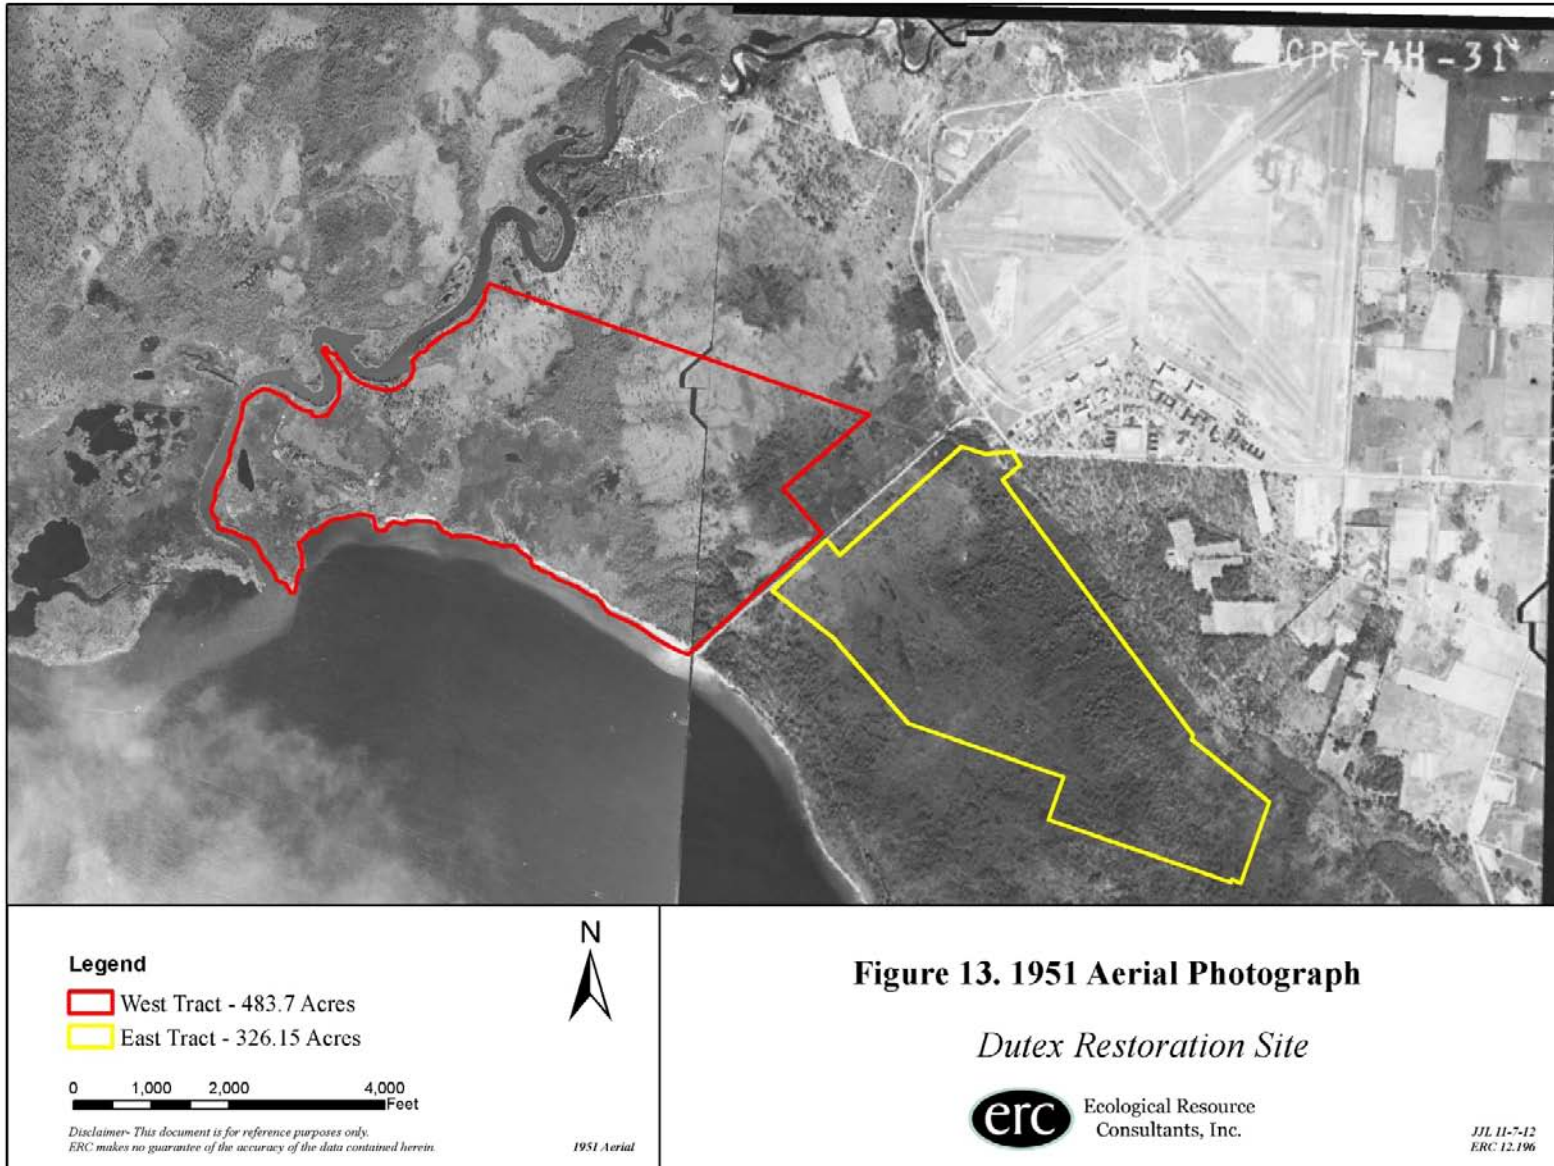 CPF-4H-31
Legend
West Tract - 483.7 Acres
East Tract - 326.15 Acres
0 1,000 2,000 4,000
Feet
Disclaimer- This document is for reference purposes only.
ERC makes no guarantee of the accuracy of the data contained herein.
N
1951 Aerial
Figure 13. 1951 Aerial Photograph
Dutex Restoration Site
erc
Ecological Resource
Consultants, Inc.
JJL 11-7-12
ERC 12.196